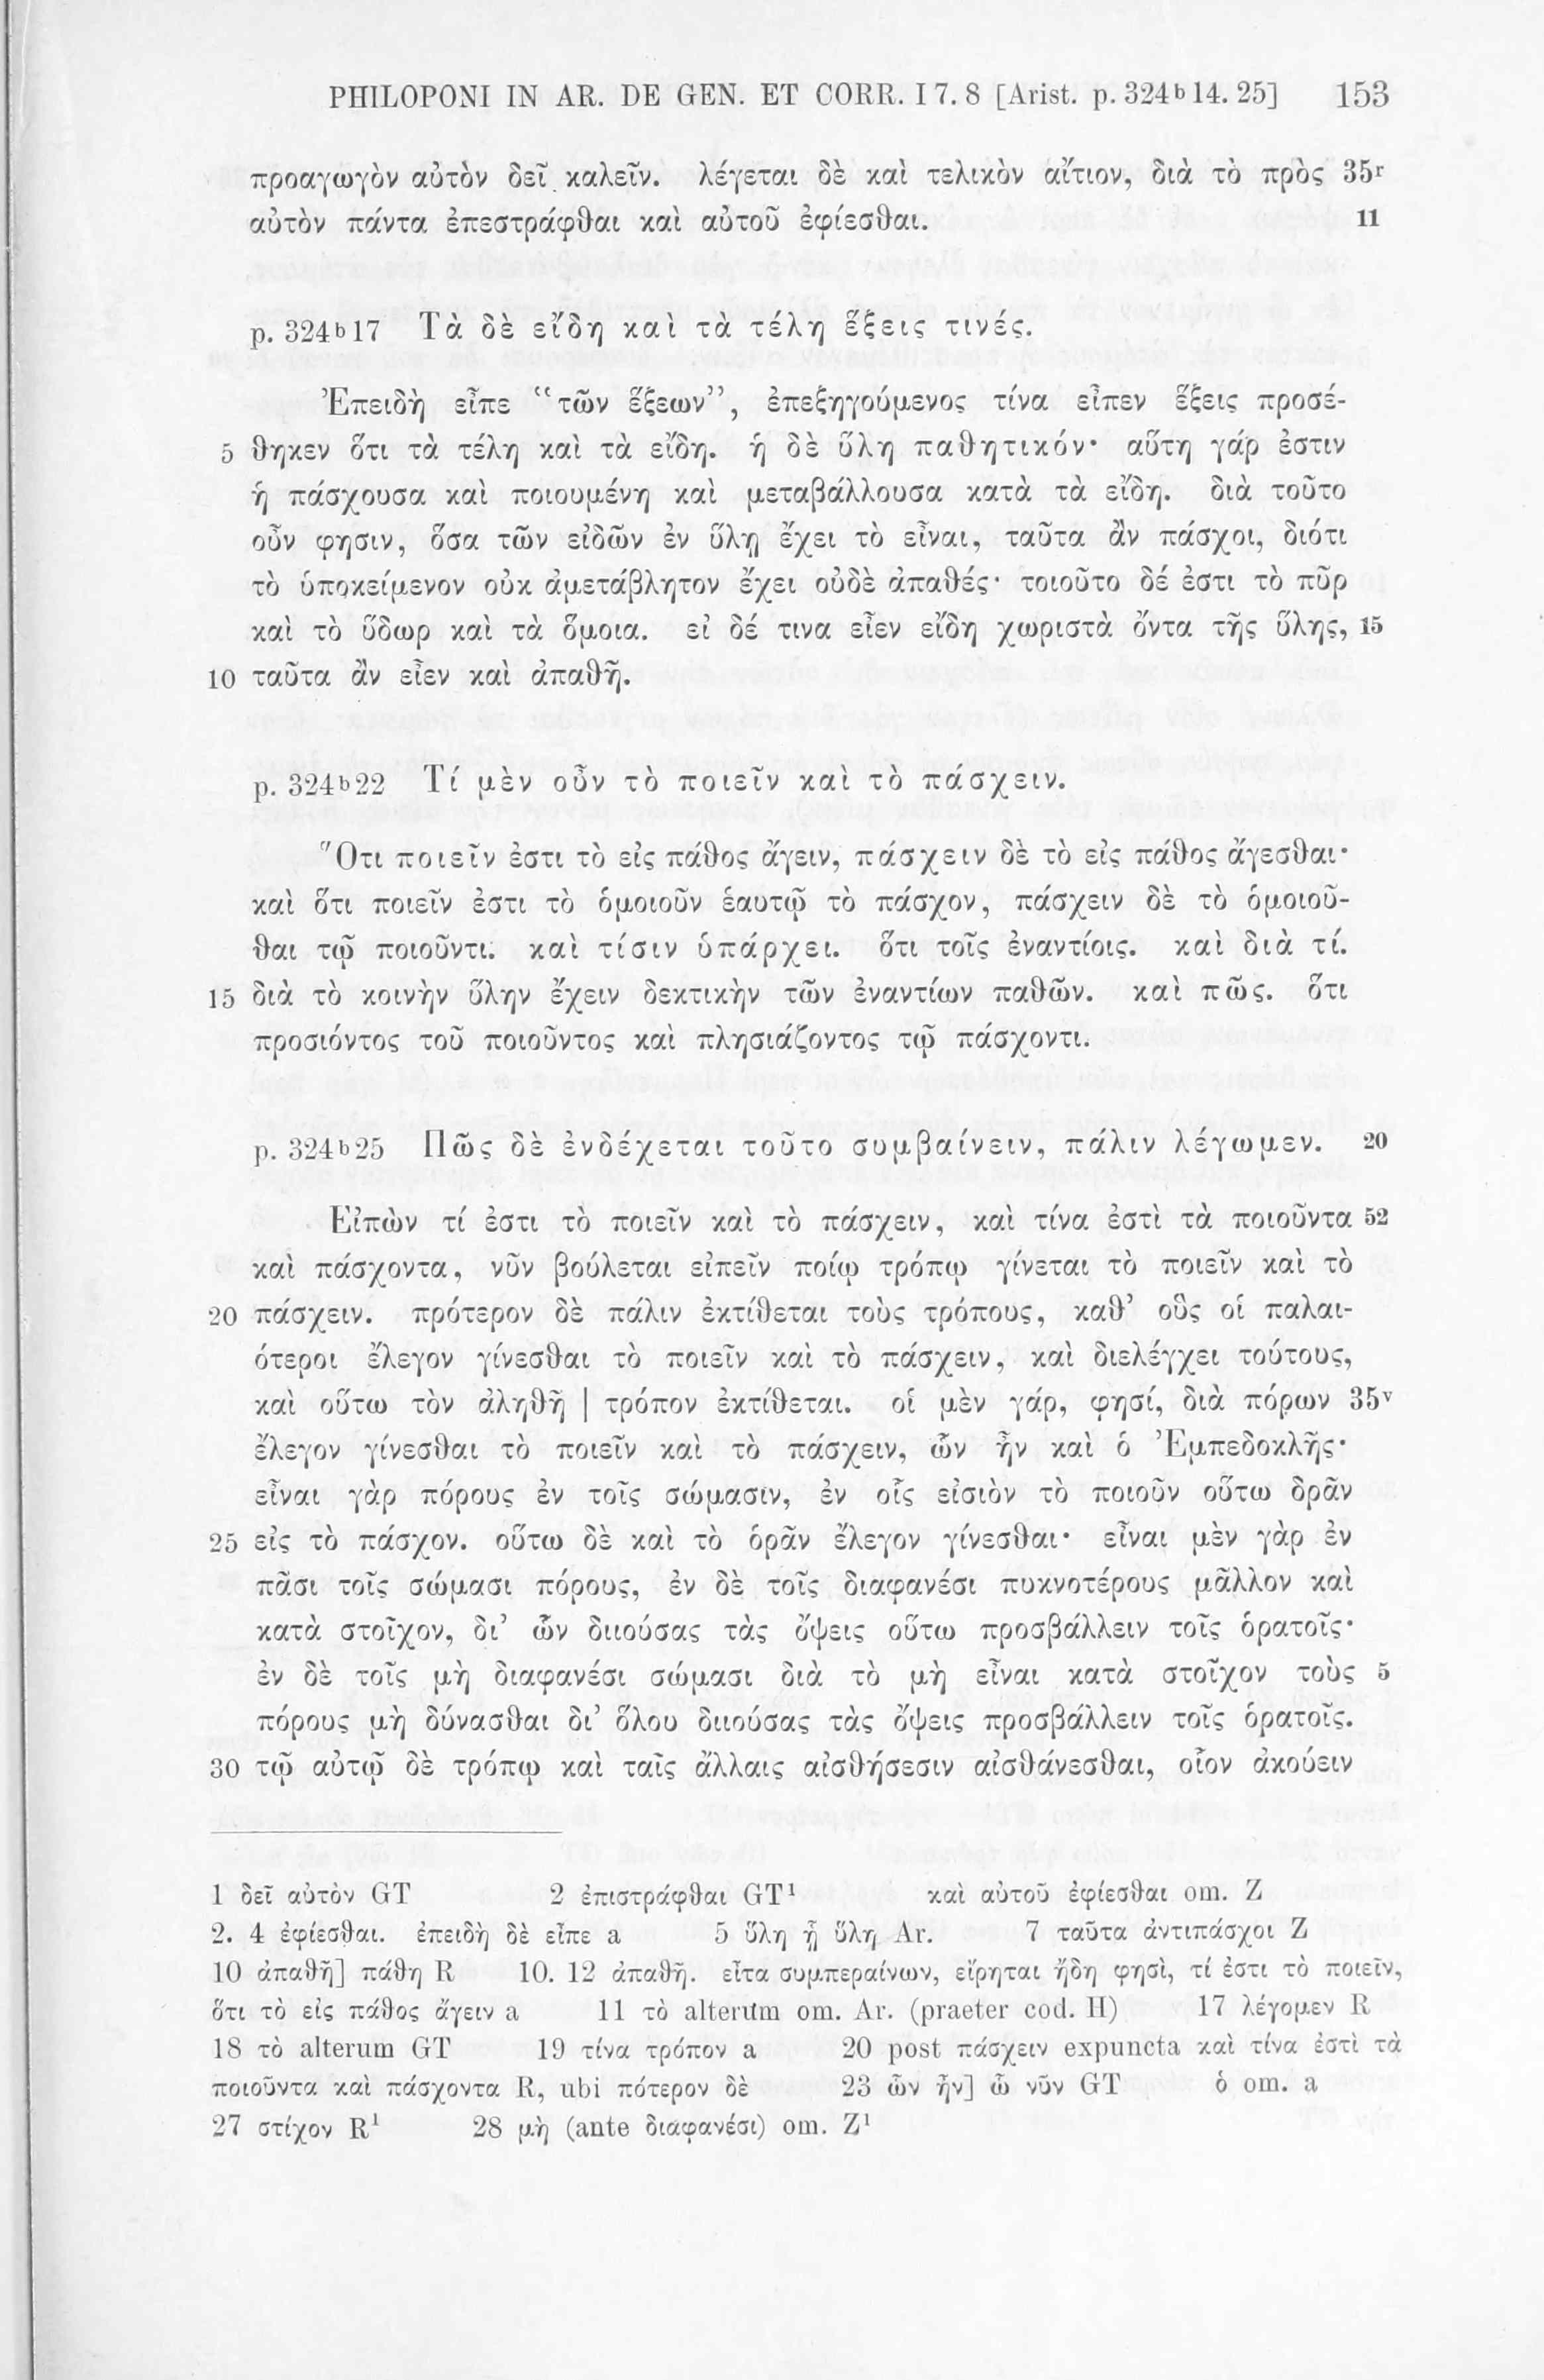 PHILOPONI IN AR. DE GEN. ET CORR. I 7. 8 [Arist. p. 324ᵇ14. 25] 153
προαγωγὸν αὐτὸν δεῖ καλεῖν. λέγεται δὲ καὶ τελικὸν αἴτιον, διὰ τὸ πρὸς 35ʳ
αὐτὸν πάντα ἐπεστράφθαι καὶ αὐτοῦ ἐφίεσθαι. 11
p. 324ᵇ17 Τὰ δὲ εἴδη καὶ τὰ τέλη ἕξεις τινές.
Ἐπειδὴ εἶπε “τῶν ἕξεων”, ἐπεξηγούμενος τίνα εἶπεν ἕξεις προσέ-
5 θηκεν ὅτι τὰ τέλη καὶ τὰ εἴδη. ἡ δὲ ὕλη παθητικόν· αὕτη γάρ ἐστιν
ἡ πάσχουσα καὶ ποιουμένη καὶ μεταβάλλουσα κατὰ τὰ εἴδη. διὰ τοῦτο
οὖν φησιν, ὅσα τῶν εἰδῶν ἐν ὕλῃ ἔχει τὸ εἶναι, ταῦτα ἂν πάσχοι, διότι
τὸ ὑποκείμενον οὐκ ἀμετάβλητον ἔχει οὐδὲ ἀπαθές· τοιοῦτο δέ ἐστι τὸ πῦρ
καὶ τὸ ὕδωρ καὶ τὰ ὅμοια. εἰ δέ τινα εἶεν εἴδη χωριστὰ ὄντα τῆς ὕλης, 15
10 ταῦτα ἂν εἶεν καὶ ἀπαθῆ.
p. 324ᵇ22 Τί μὲν οὖν τὸ ποιεῖν καὶ τὸ πάσχειν.
Ὅτι ποιεῖν ἐστι τὸ εἰς πάθος ἄγειν, πάσχειν δὲ τὸ εἰς πάθος ἄγεσθαι·
καὶ ὅτι ποιεῖν ἐστι τὸ ὁμοιοῦν ἑαυτῷ τὸ πάσχον, πάσχειν δὲ τὸ ὁμοιοῦ-
θαι τῷ ποιοῦντι. καὶ τίσιν ὑπάρχει. ὅτι τοῖς ἐναντίοις. καὶ διὰ τί.
15 διὰ τὸ κοινὴν ὕλην ἔχειν δεκτικὴν τῶν ἐναντίων παθῶν. καὶ πῶς. ὅτι
προσιόντος τοῦ ποιοῦντος καὶ πλησιάζοντος τῷ πάσχοντι.
p. 324ᵇ25 Πῶς δὲ ἐνδέχεται τοῦτο συμβαίνειν, πάλιν λέγωμεν. 20
Εἰπὼν τί ἐστι τὸ ποιεῖν καὶ τὸ πάσχειν, καὶ τίνα ἐστὶ τὰ ποιοῦντα 52
καὶ πάσχοντα, νῦν βούλεται εἰπεῖν ποίῳ τρόπῳ γίνεται τὸ ποιεῖν καὶ τὸ
20 πάσχειν. πρότερον δὲ πάλιν ἐκτίθεται τοὺς τρόπους, καθ’ οὓς οἱ παλαι-
ότεροι ἔλεγον γίνεσθαι τὸ ποιεῖν καὶ τὸ πάσχειν, καὶ διελέγχει τούτους,
καὶ οὕτω τὸν ἀληθῆ | τρόπον ἐκτίθεται. οἱ μὲν γάρ, φησί, διὰ πόρων 35ᵛ
ἔλεγον γίνεσθαι τὸ ποιεῖν καὶ τὸ πάσχειν, ὧν ἦν καὶ ὁ Ἐμπεδοκλῆς·
εἶναι γὰρ πόρους ἐν τοῖς σώμασιν, ἐν οἷς εἰσιὸν τὸ ποιοῦν οὕτω δρᾶν
25 εἰς τὸ πάσχον. οὕτω δὲ καὶ τὸ ὁρᾶν ἔλεγον γίνεσθαι· εἶναι μὲν γὰρ ἐν
πᾶσι τοῖς σώμασι πόρους, ἐν δὲ τοῖς διαφανέσι πυκνοτέρους μᾶλλον καὶ
κατὰ στοῖχον, δι’ ὧν διιούσας τὰς ὄψεις οὕτω προσβάλλειν τοῖς ὁρατοῖς·
ἐν δὲ τοῖς μὴ διαφανέσι σώμασι διὰ τὸ μὴ εἶναι κατὰ στοῖχον τοὺς 5
πόρους μὴ δύνασθαι δι’ ὅλου διιούσας τὰς ὄψεις προσβάλλειν τοῖς ὁρατοῖς.
30 τῷ αὐτῷ δὲ τρόπῳ καὶ ταῖς ἄλλαις αἰσθήσεσιν αἰσθάνεσθαι, οἷον ἀκούειν
1 δεῖ αὐτὸν GT 2 ἐπιστράφθαι GT¹ καὶ αὐτοῦ ἐφίεσθαι om. Z
2. 4 ἐφίεσθαι. ἐπειδὴ δὲ εἶπε a 5 ὕλη ᾗ ὕλη Ar. 7 ταῦτα ἀντιπάσχοι Z
10 ἀπαθῆ] πάθη R 10. 12 ἀπαθῆ. εἶτα συμπεραίνων, εἴρηται ἤδη φησὶ, τί ἐστι τὸ ποιεῖν,
ὅτι τὸ εἰς πάθος ἄγειν a 11 τὸ alterum om. Ar. (praeter cod. H) 17 λέγομεν R
18 τὸ alterum GT 19 τίνα τρόπον a 20 post πάσχειν expuncta καὶ τίνα ἐστὶ τὰ
ποιοῦντα καὶ πάσχοντα R, ubi πότερον δὲ 23 ὧν ἦν] ὧ νῦν GT ὁ om. a
27 στίχον R¹ 28 μὴ (ante διαφανέσι) om. Z¹